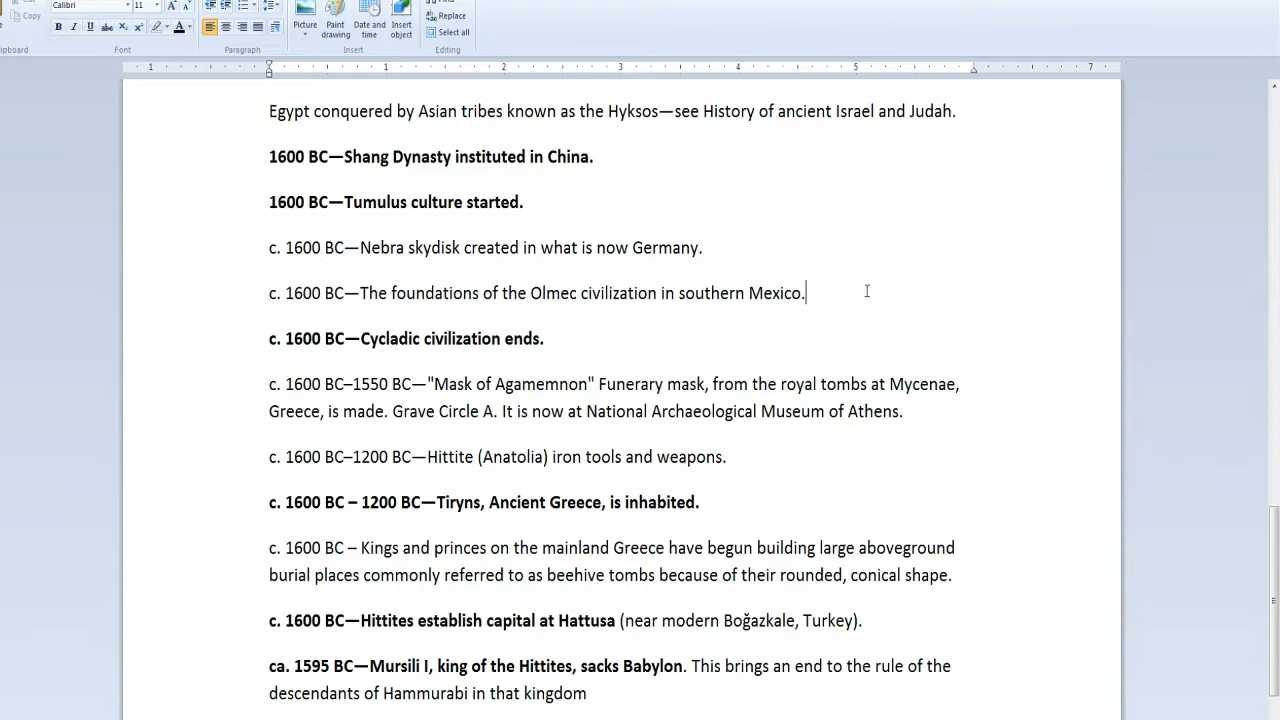 Calibri 11 A A
Copy
B I U abc X₂ X² A
Picture Paint drawing Date and time Insert object
Replace
Select all
Font Paragraph Insert Editing
1 1 2 3 4 5 7
Egypt conquered by Asian tribes known as the Hyksos—see History of ancient Israel and Judah.
1600 BC—Shang Dynasty instituted in China.
1600 BC—Tumulus culture started.
c. 1600 BC—Nebra skydisk created in what is now Germany.
c. 1600 BC—The foundations of the Olmec civilization in southern Mexico.
c. 1600 BC—Cycladic civilization ends.
c. 1600 BC–1550 BC—"Mask of Agamemnon" Funerary mask, from the royal tombs at Mycenae,
Greece, is made. Grave Circle A. It is now at National Archaeological Museum of Athens.
c. 1600 BC–1200 BC—Hittite (Anatolia) iron tools and weapons.
c. 1600 BC – 1200 BC—Tiryns, Ancient Greece, is inhabited.
c. 1600 BC – Kings and princes on the mainland Greece have begun building large aboveground
burial places commonly referred to as beehive tombs because of their rounded, conical shape.
c. 1600 BC—Hittites establish capital at Hattusa (near modern Boğazkale, Turkey).
ca. 1595 BC—Mursili I, king of the Hittites, sacks Babylon. This brings an end to the rule of the
descendants of Hammurabi in that kingdom